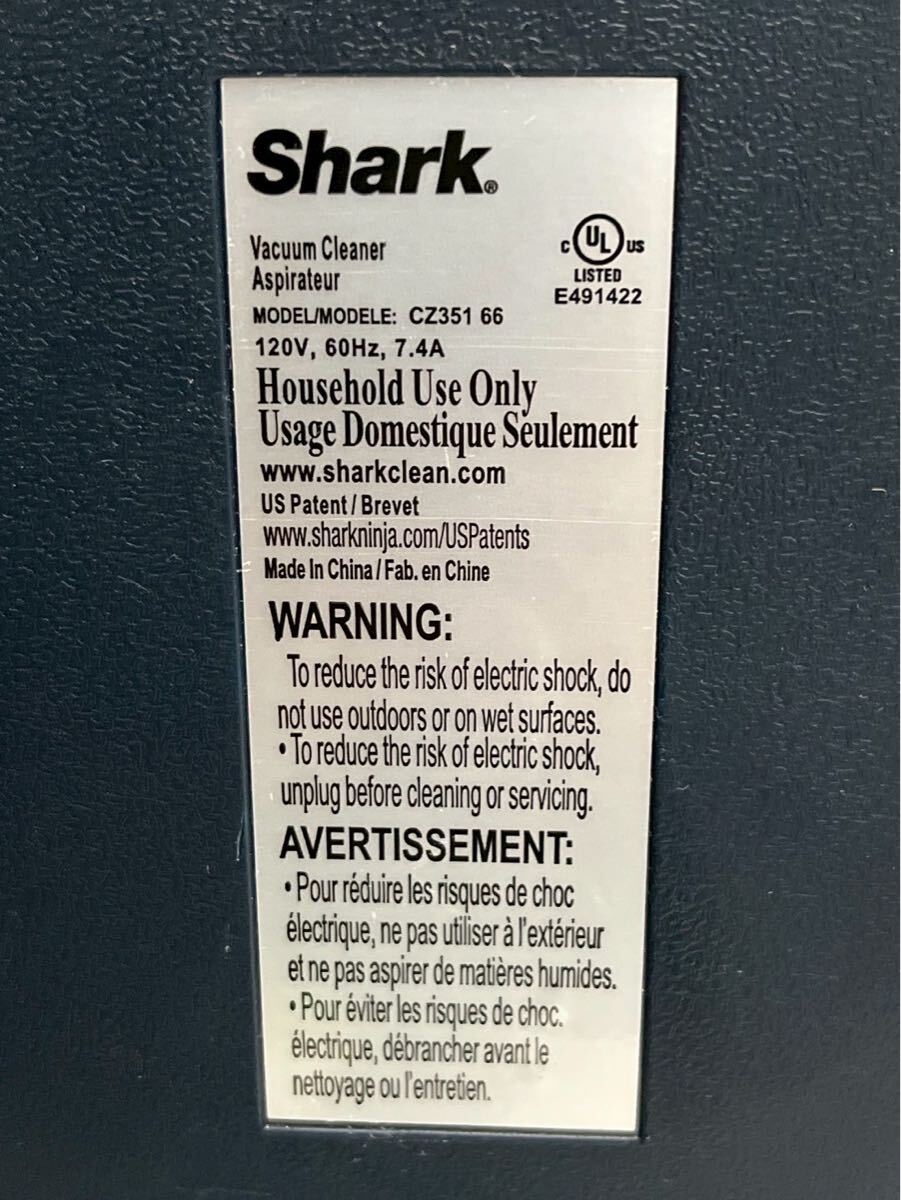 Shark®
Vacuum Cleaner
Aspirateur
C UL US
LISTED
E491422
MODEL/MODELE: CZ351 66
120V, 60Hz, 7.4A
Household Use Only
Usage Domestique Seulement
www.sharkclean.com
US Patent / Brevet
www.sharkninja.com/USPatents
Made In China / Fab. en Chine
WARNING:
To reduce the risk of electric shock, do
not use outdoors or on wet surfaces.
• To reduce the risk of electric shock,
unplug before cleaning or servicing.
AVERTISSEMENT:
• Pour réduire les risques de choc
électrique, ne pas utiliser à l'extérieur
et ne pas aspirer de matières humides.
• Pour éviter les risques de choc.
électrique, débrancher avant le
nettoyage ou l'entretien.